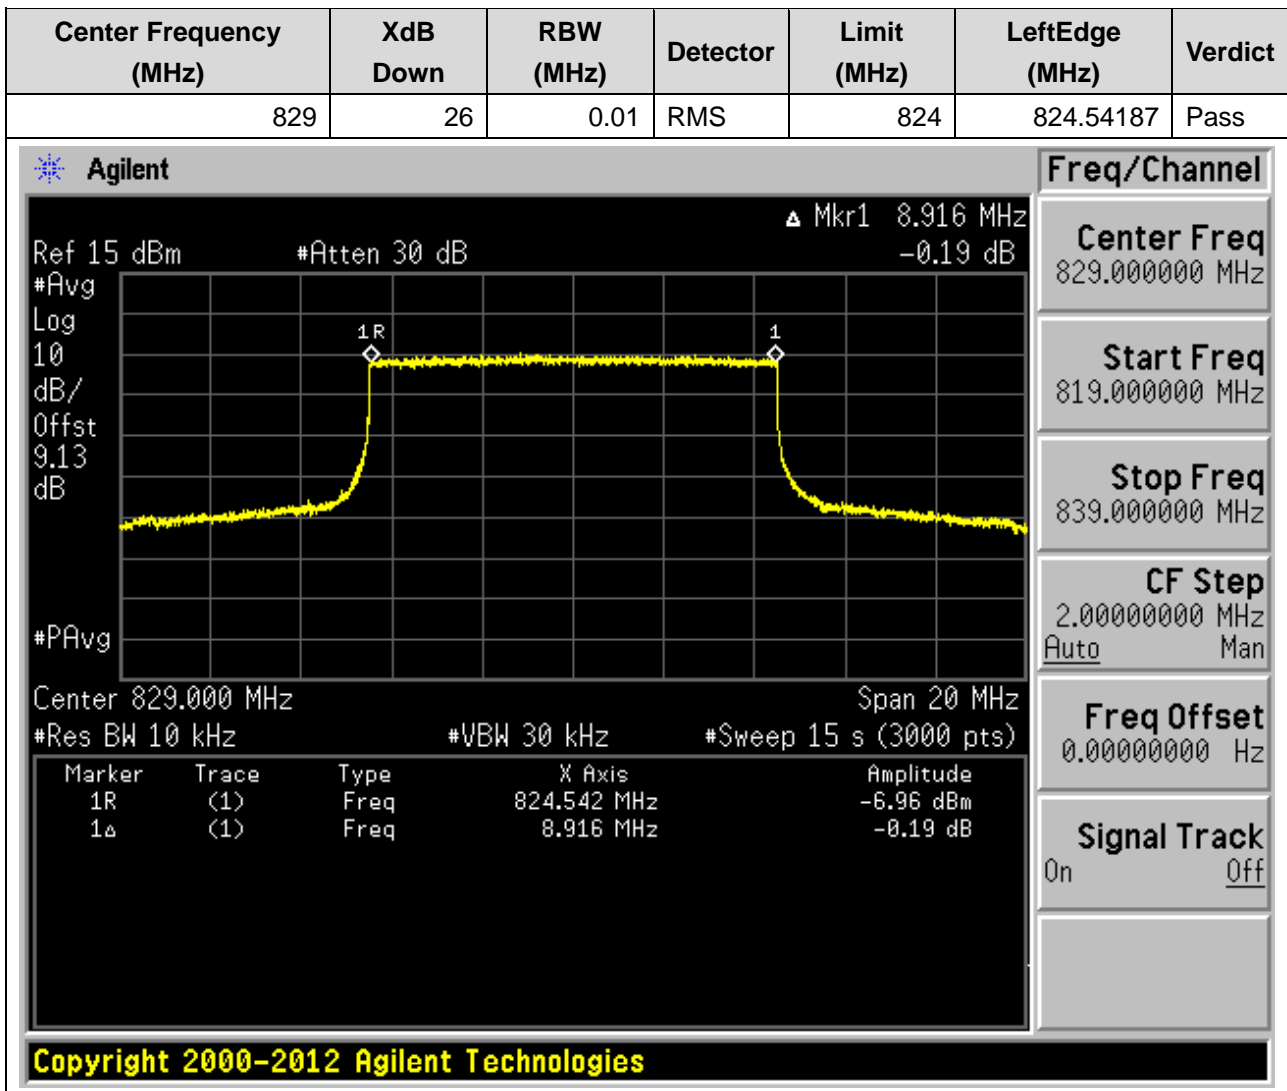 Center Frequency (MHz) XdB Down RBW (MHz) Detector Limit (MHz) LeftEdge (MHz) Verdict
829 26 0.01 RMS 824 824.54187 Pass
Agilent
Freq/Channel
Δ Mkr1 8.916 MHz
Ref 15 dBm #Atten 30 dB -0.19 dB
#Avg
Log
10
dB/
Offst
9.13
dB
1R 1
#PAvg
Center 829.000 MHz Span 20 MHz
#Res BW 10 kHz #VBW 30 kHz #Sweep 15 s (3000 pts)
Marker Trace Type X Axis Amplitude
1R (1) Freq 824.542 MHz -6.96 dBm
1Δ (1) Freq 8.916 MHz -0.19 dB
Center Freq
829.000000 MHz
Start Freq
819.000000 MHz
Stop Freq
839.000000 MHz
CF Step
2.00000000 MHz
Auto Man
Freq Offset
0.00000000 Hz
Signal Track
On Off
Copyright 2000-2012 Agilent Technologies